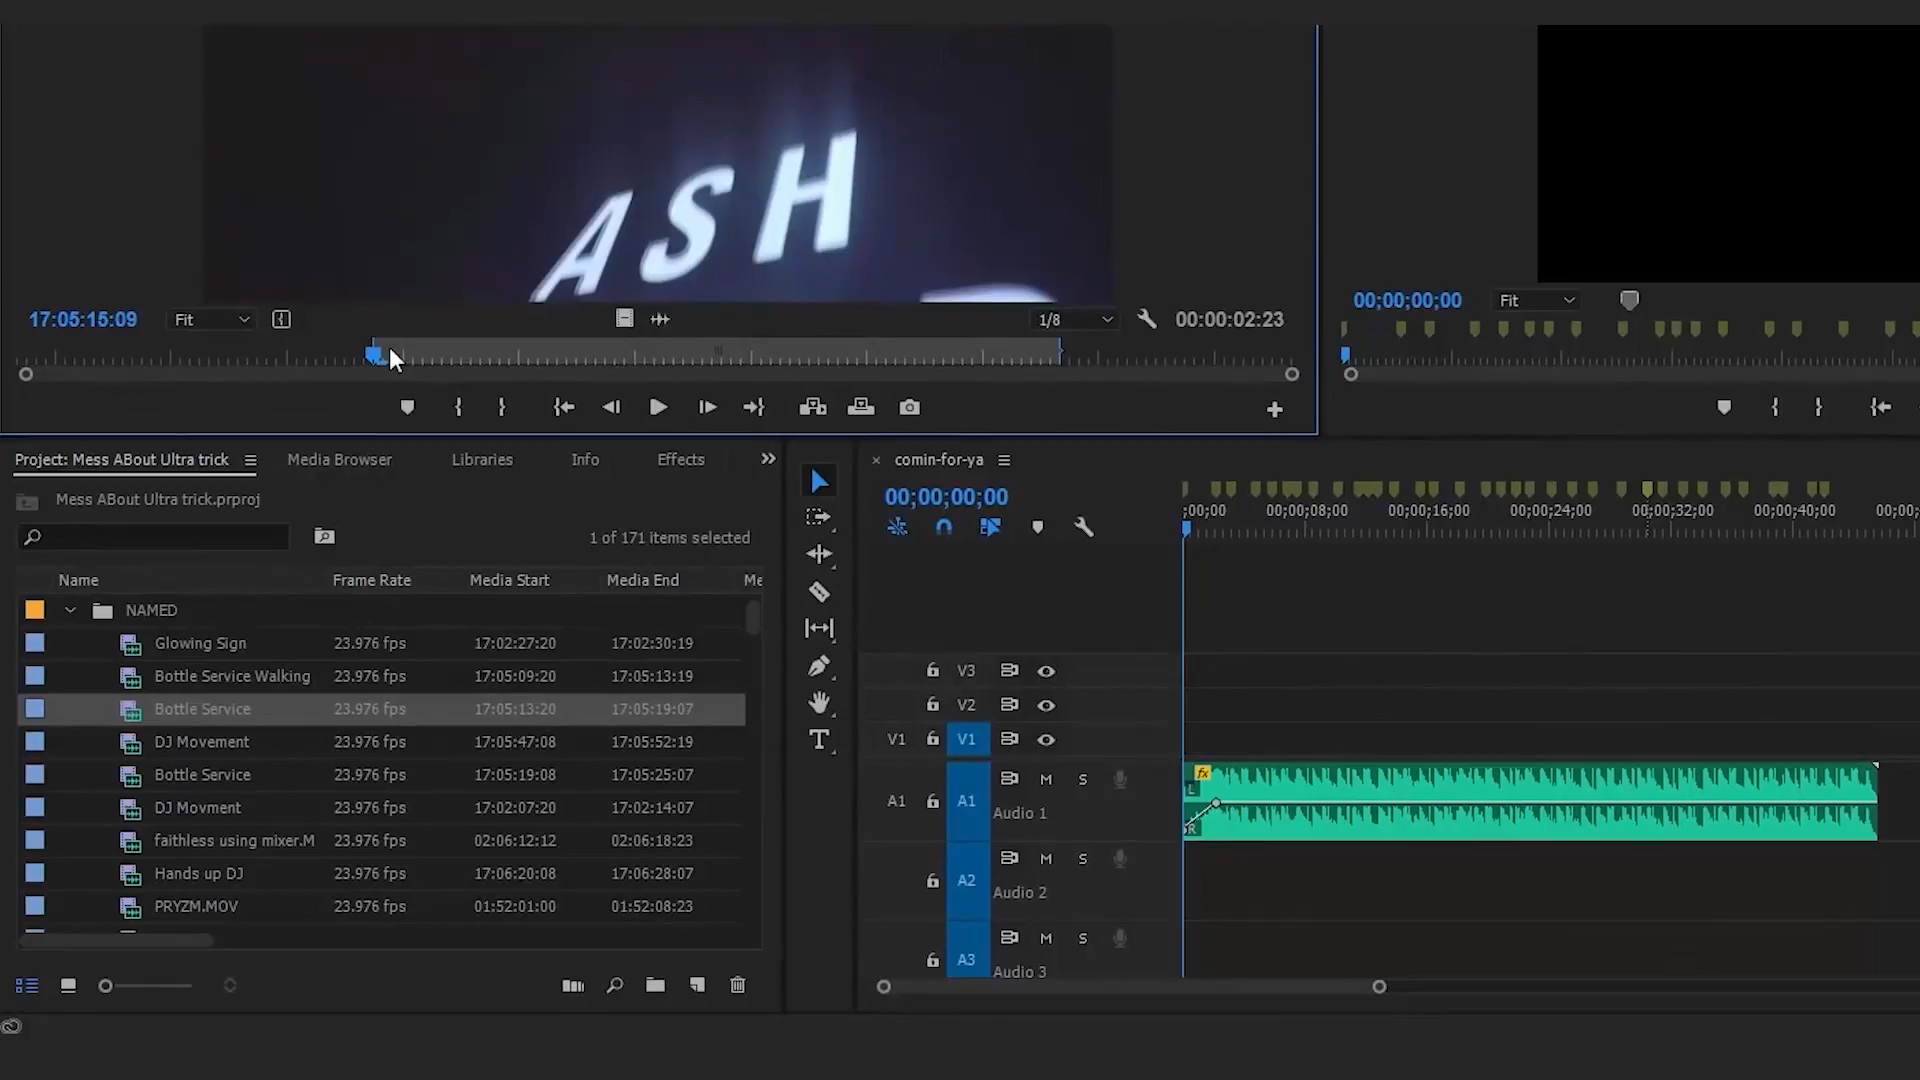 ASH
17:05:15:09 Fit 1/8 00:00:02:23
00;00;00;00 Fit
Project: Mess ABout Ultra trick Media Browser Libraries Info Effects
Mess ABout Ultra trick.prproj
1 of 171 items selected
Name Frame Rate Media Start Media End Me
NAMED
Glowing Sign 23.976 fps 17:02:27:20 17:02:30:19
Bottle Service Walking 23.976 fps 17:05:09:20 17:05:13:19
Bottle Service 23.976 fps 17:05:13:20 17:05:19:07
DJ Movement 23.976 fps 17:05:47:08 17:05:52:19
Bottle Service 23.976 fps 17:05:19:08 17:05:25:07
DJ Movment 23.976 fps 17:02:07:20 17:02:14:07
faithless using mixer.M 23.976 fps 02:06:12:12 02:06:18:23
Hands up DJ 23.976 fps 17:06:20:08 17:06:28:07
PRYZM.MOV 23.976 fps 01:52:01:00 01:52:08:23
T
comin-for-ya
00;00;00;00
;00;00 00;00;08;00 00;00;16;00 00;00;24;00 00;00;32;00 00;00;40;00 00;00;
V3
V2
V1 V1
A1 A1 M S
Audio 1
fx
L
R
A2 M S
Audio 2
A3 M S
Audio 3